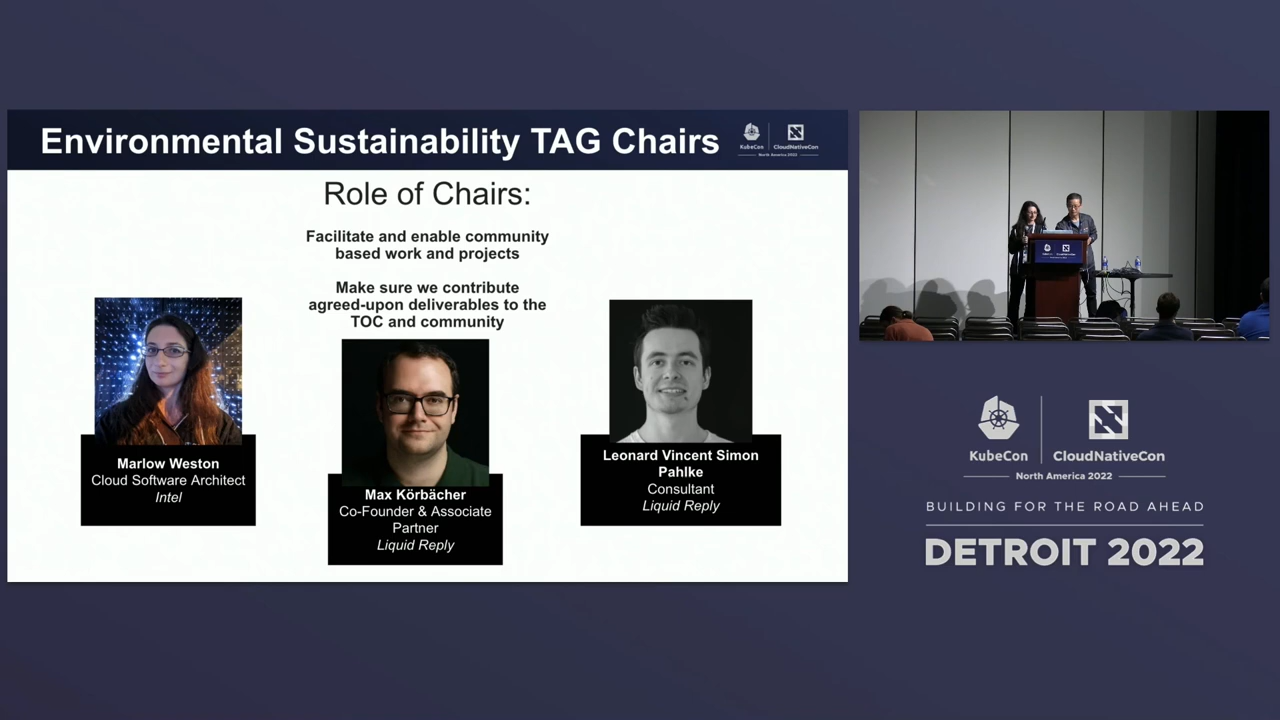 Environmental Sustainability TAG Chairs
KubeCon
CloudNativeCon
North America 2022
Role of Chairs:
Facilitate and enable community
based work and projects
Make sure we contribute
agreed-upon deliverables to the
TOC and community
Marlow Weston
Cloud Software Architect
Intel
Max Körbächer
Co-Founder & Associate
Partner
Liquid Reply
Leonard Vincent Simon
Pahlke
Consultant
Liquid Reply
KubeCon
CloudNativeCon
North America 2022
BUILDING FOR THE ROAD AHEAD
DETROIT 2022